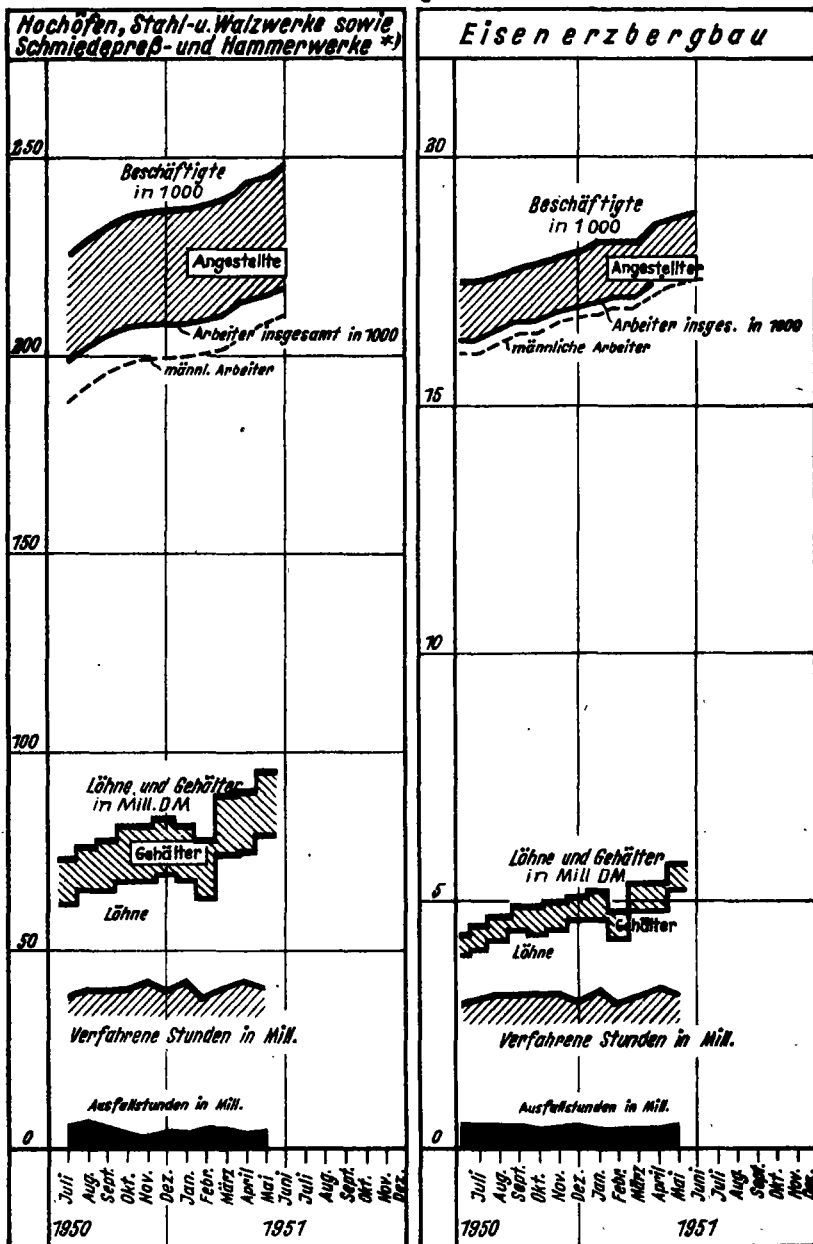 Hochöfen, Stahl-u. Walzwerke sowie
Schmiedepreß- und Hammerwerke *)
250
Beschäftigte
in 1000
Angestellte
Arbeiter insgesamt in 1000
200
männl. Arbeiter
150
100
Löhne und Gehälter
in Mill. DM
Gehälter
Löhne
50
Verfahrene Stunden in Mill.
Ausfallstunden in Mill.
0
Juli Aug. Sept. Okt. Nov. Dez. Jan. Febr. März April Mai Juni Juli Aug. Sept. Okt. Nov. Dez.
1950 1951
Eisenerzbergbau
20
Beschäftigte
in 1000
Angestellter
Arbeiter insges. in 1000
männliche Arbeiter
15
10
Löhne und Gehälter
in Mill DM
5
Gehälter
Löhne
Verfahrene Stunden in Mill.
Ausfallstunden in Mill.
0
Juli Aug. Sept. Okt. Nov. Dez. Jan. Febr. März April Mai Juni Juli Aug. Sept. Okt. Nov. Dez.
1950 1951